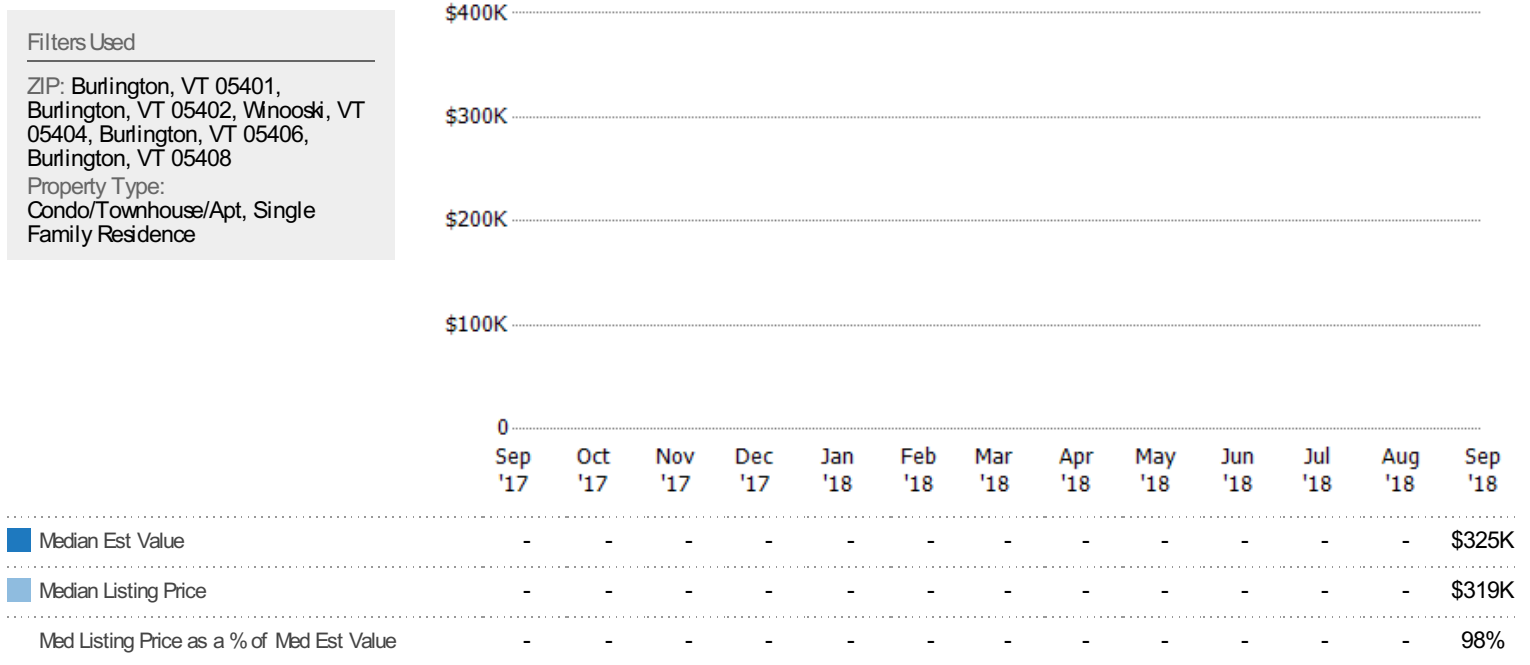 Filters Used
ZIP: Burlington, VT 05401,
Burlington, VT 05402, Winooski, VT
05404, Burlington, VT 05406,
Burlington, VT 05408
Property Type:
Condo/Townhouse/Apt, Single
Family Residence
$400K
$300K
$200K
$100K
0
Sep Oct Nov Dec Jan Feb Mar Apr May Jun Jul Aug Sep
'17 '17 '17 '17 '18 '18 '18 '18 '18 '18 '18 '18 '18
Median Est Value - - - - - - - - - - - - $325K
Median Listing Price - - - - - - - - - - - - $319K
Med Listing Price as a % of Med Est Value - - - - - - - - - - - - 98%